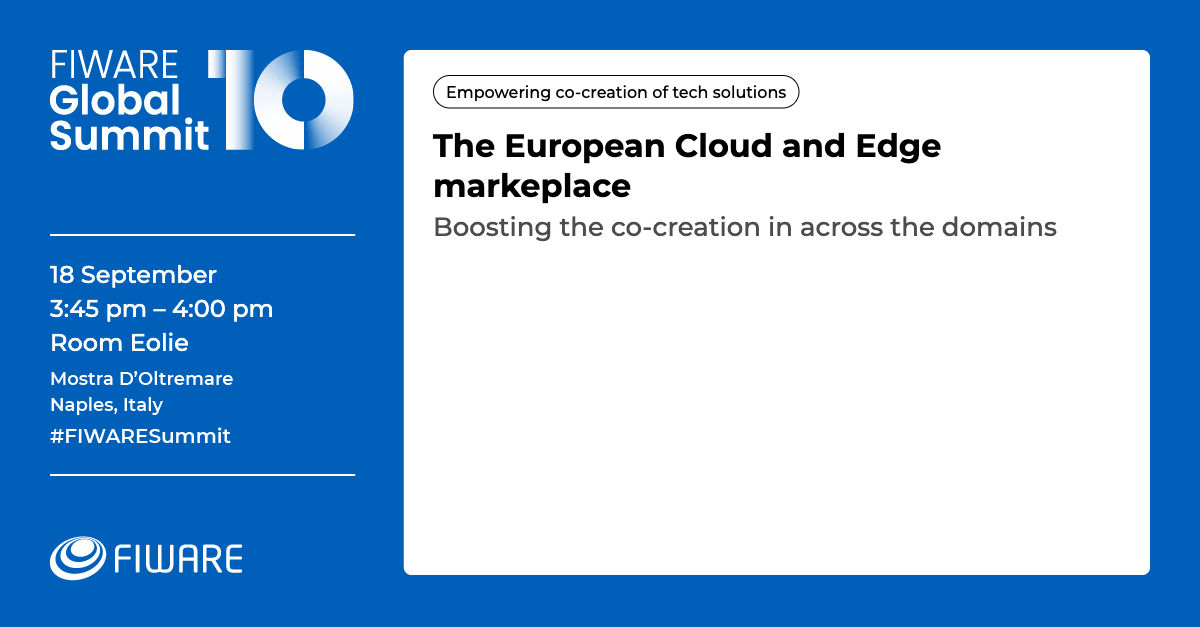 FIWARE
Global
Summit
10
18 September
3:45 pm – 4:00 pm
Room Eolie
Mostra D’Oltremare
Naples, Italy
#FIWARESummit
FIWARE
Empowering co-creation of tech solutions
The European Cloud and Edge
markeplace
Boosting the co-creation in across the domains